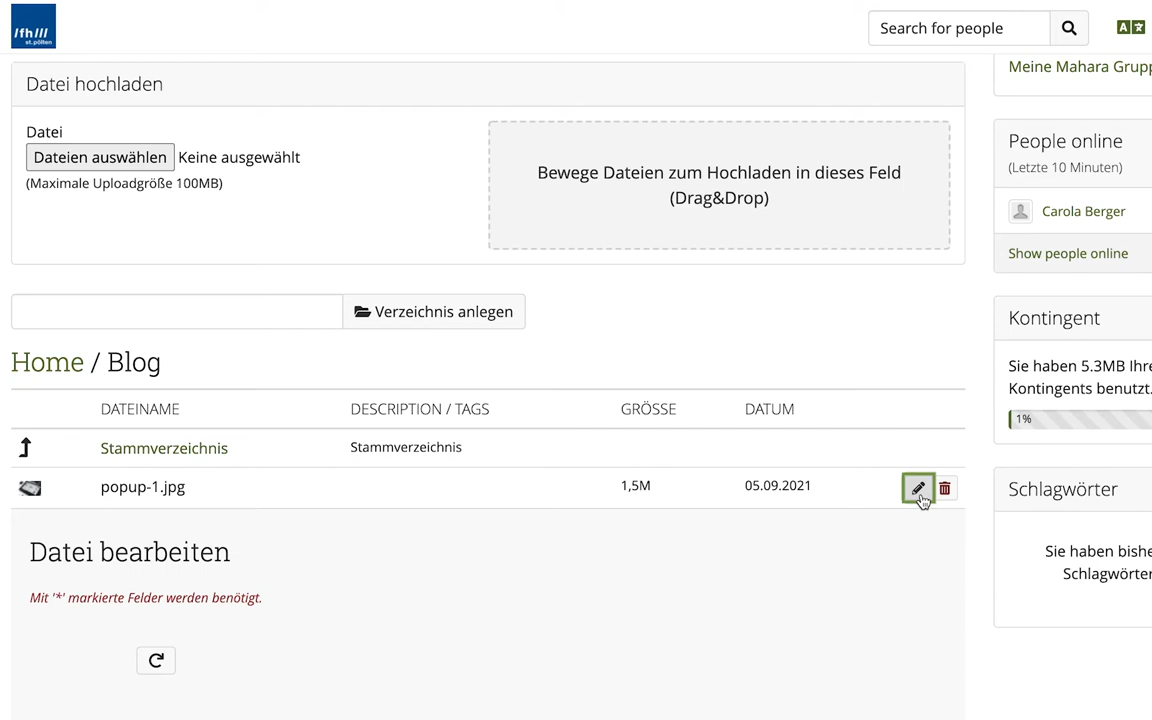 /fh///
st.pölten
Search for people
Datei hochladen
Meine Mahara Grupp
Datei
Dateien auswählen Keine ausgewählt
(Maximale Uploadgröße 100MB)
Bewege Dateien zum Hochladen in dieses Feld
(Drag&Drop)
People online
(Letzte 10 Minuten)
Carola Berger
Show people online
Verzeichnis anlegen
Kontingent
Sie haben 5.3MB Ihre
Kontingents benutzt.
1%
Home / Blog
DATEINAME DESCRIPTION / TAGS GRÖSSE DATUM
Stammverzeichnis Stammverzeichnis
popup-1.jpg 1,5M 05.09.2021
Schlagwörter
Sie haben bishe
Schlagwörter
Datei bearbeiten
Mit '*' markierte Felder werden benötigt.